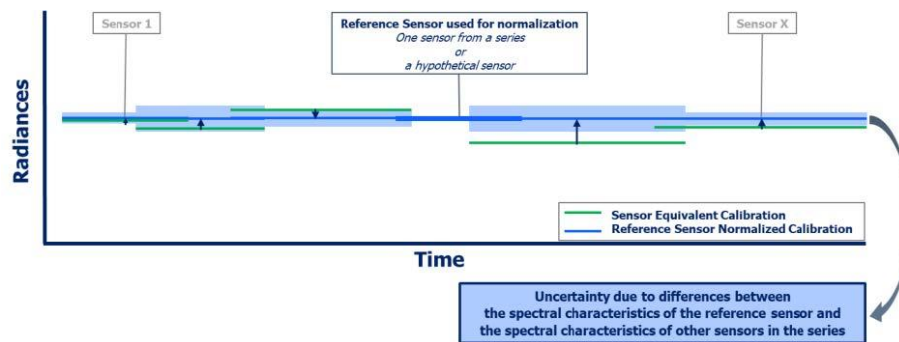 Sensor 1
Reference Sensor used for normalization
One sensor from a series
or
a hypothetical sensor
Sensor X
Radiances
Sensor Equivalent Calibration
Reference Sensor Normalized Calibration
Time
Uncertainty due to differences between
the spectral characteristics of the reference sensor and
the spectral characteristics of other sensors in the series